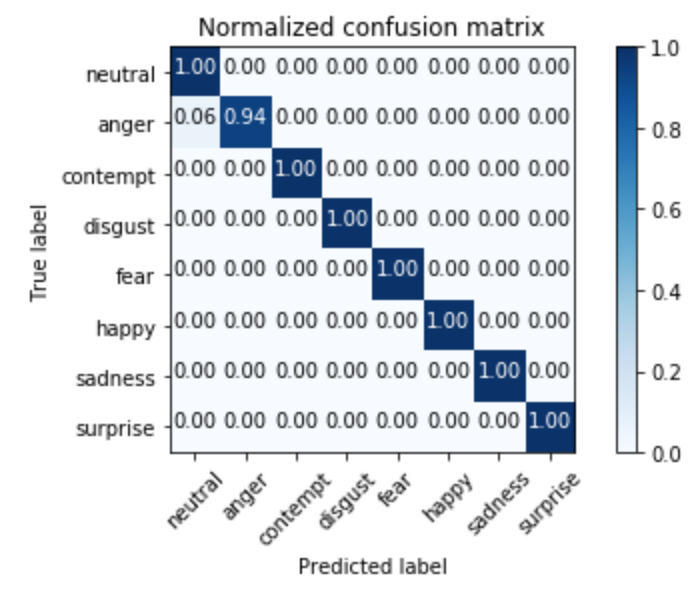 Normalized confusion matrix
neutral 1.00 0.00 0.00 0.00 0.00 0.00 0.00 0.00
anger 0.06 0.94 0.00 0.00 0.00 0.00 0.00 0.00
contempt 0.00 0.00 1.00 0.00 0.00 0.00 0.00 0.00
disgust 0.00 0.00 0.00 1.00 0.00 0.00 0.00 0.00
fear 0.00 0.00 0.00 0.00 1.00 0.00 0.00 0.00
happy 0.00 0.00 0.00 0.00 0.00 1.00 0.00 0.00
sadness 0.00 0.00 0.00 0.00 0.00 0.00 1.00 0.00
surprise 0.00 0.00 0.00 0.00 0.00 0.00 0.00 1.00
True label
neutral anger contempt disgust fear happy sadness surprise
Predicted label
1.0
0.8
0.6
0.4
0.2
0.0